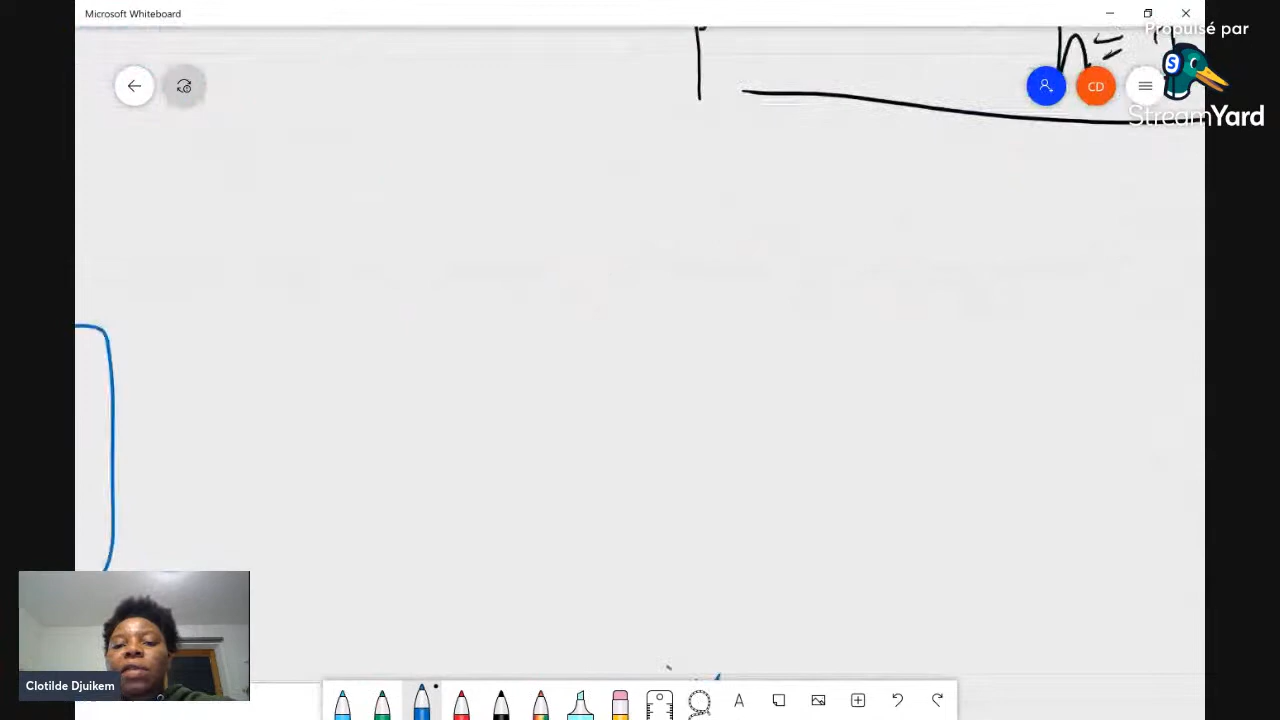 Microsoft Whiteboard
Propulsé par
StreamYard
h =
CD
Clotilde Djuikem
A